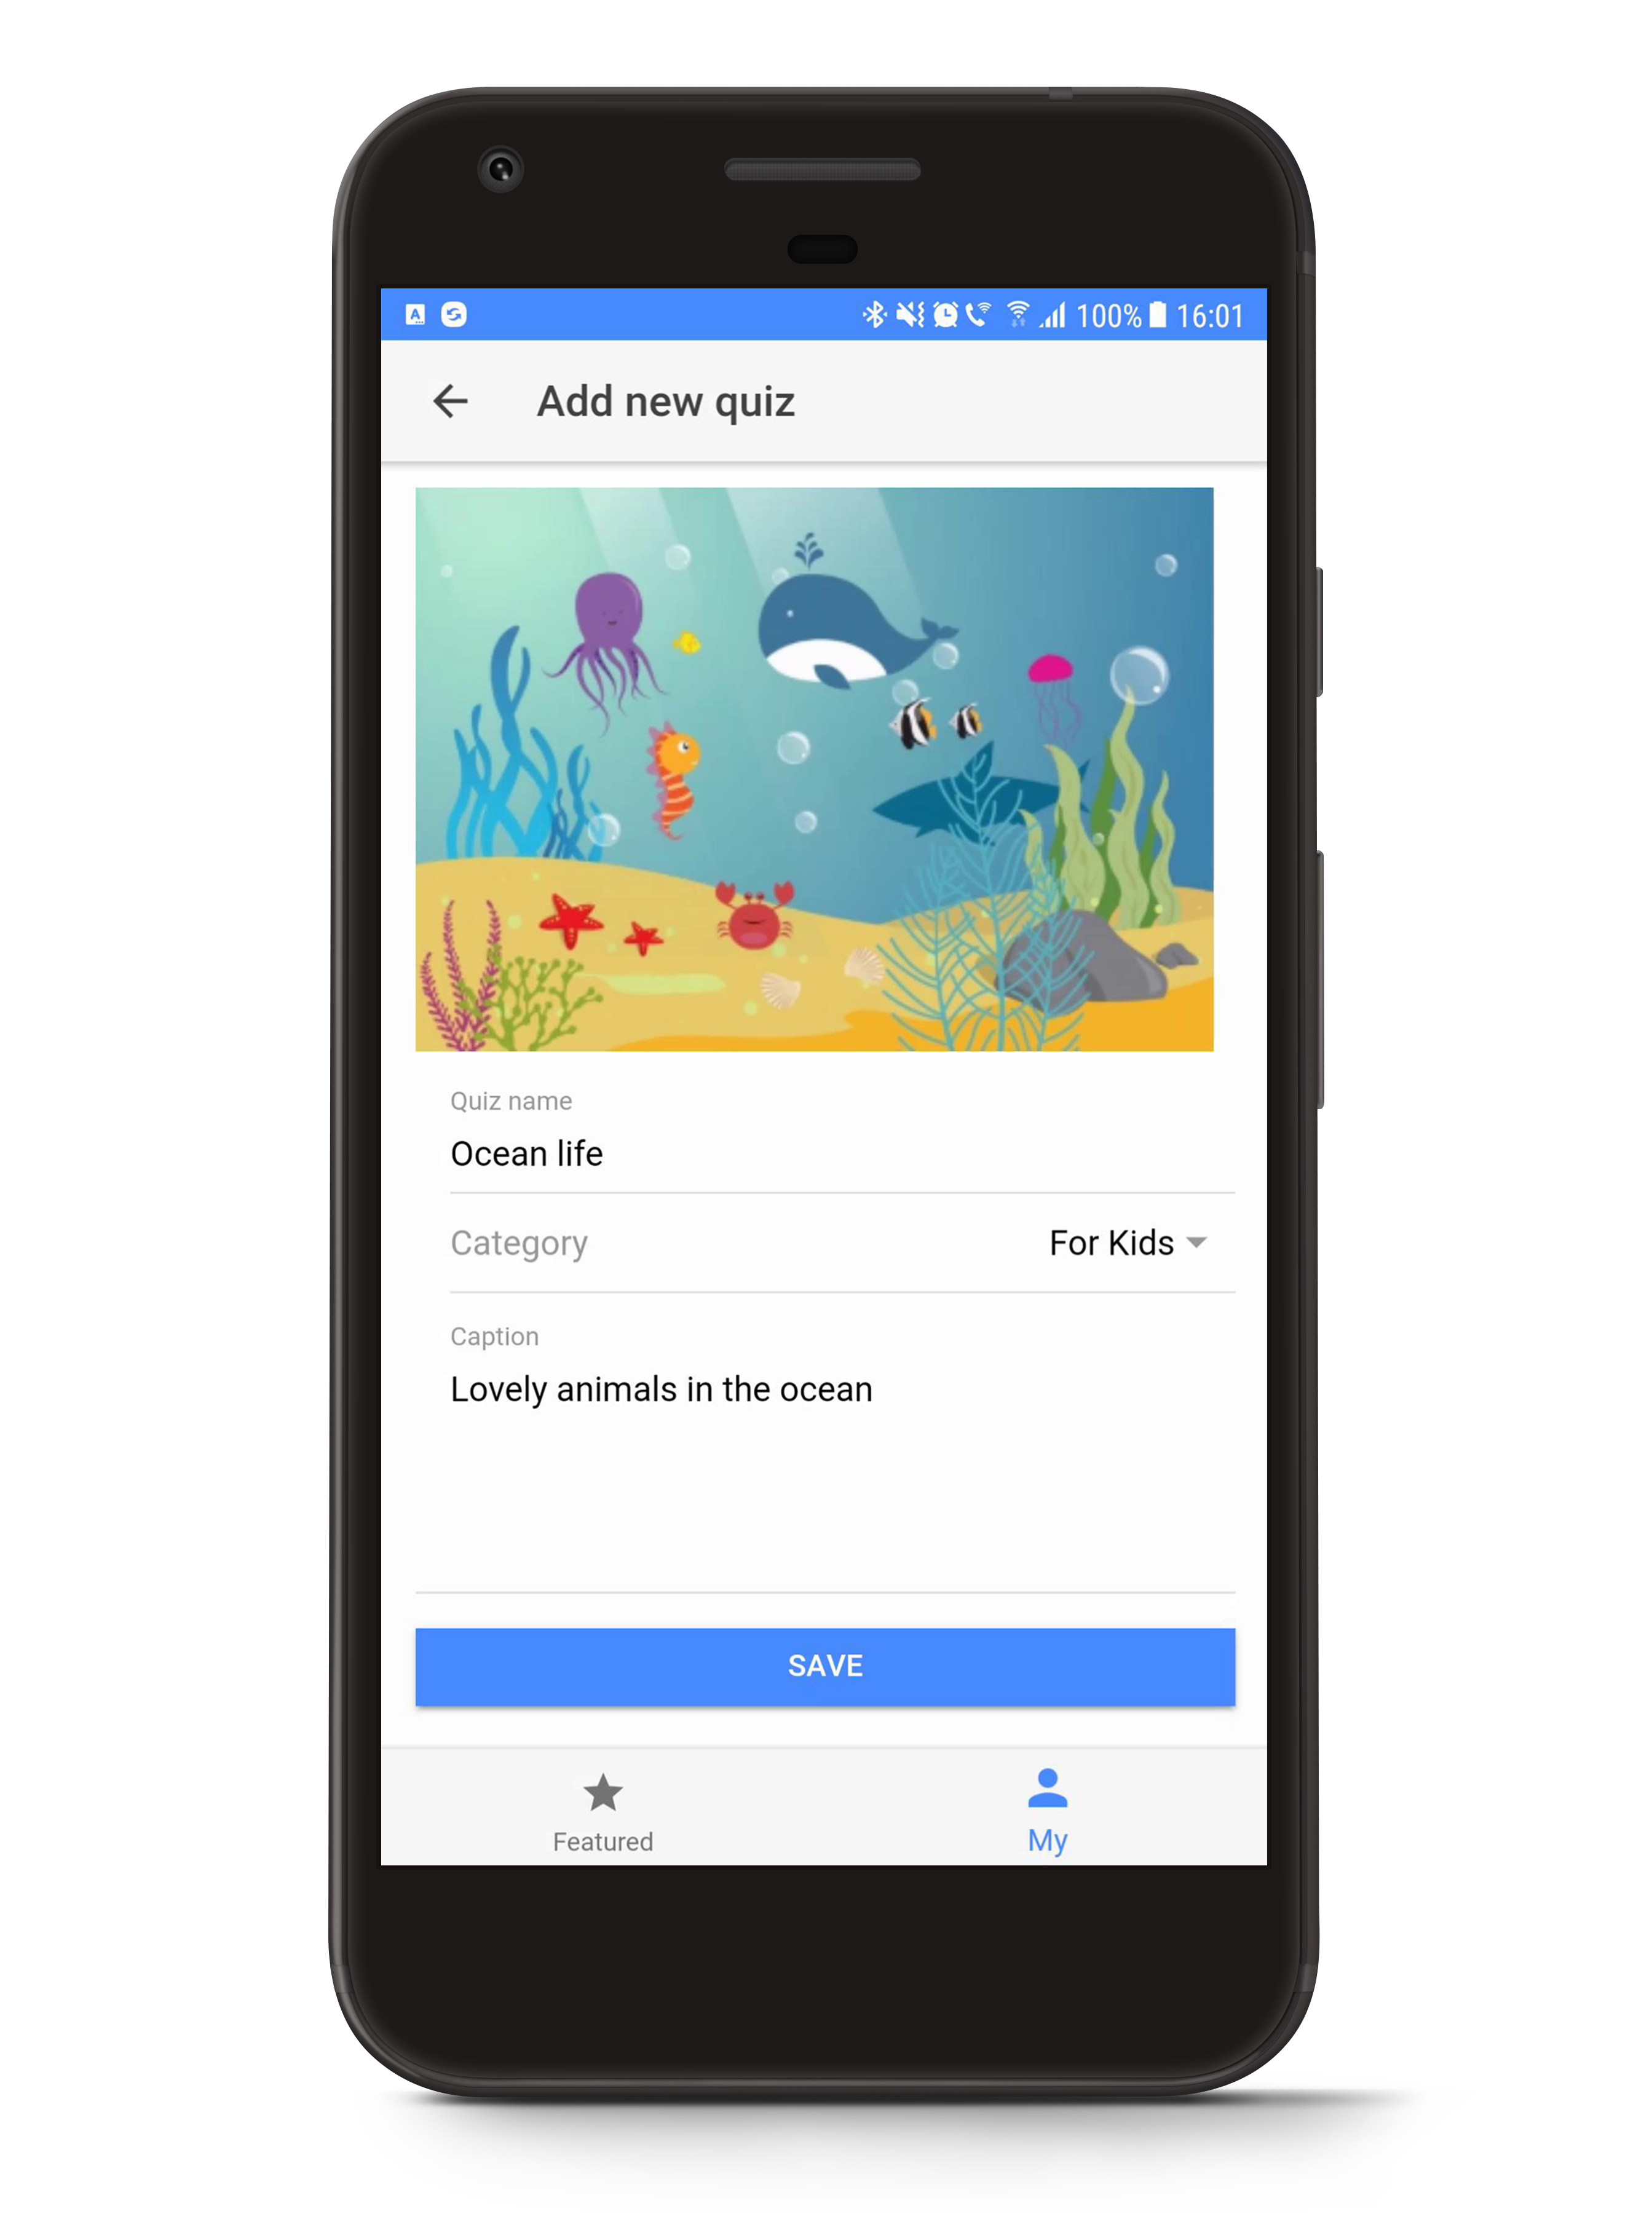 A
100% 16:01
Add new quiz
Quiz name
Ocean life
Category For Kids
Caption
Lovely animals in the ocean
SAVE
Featured My